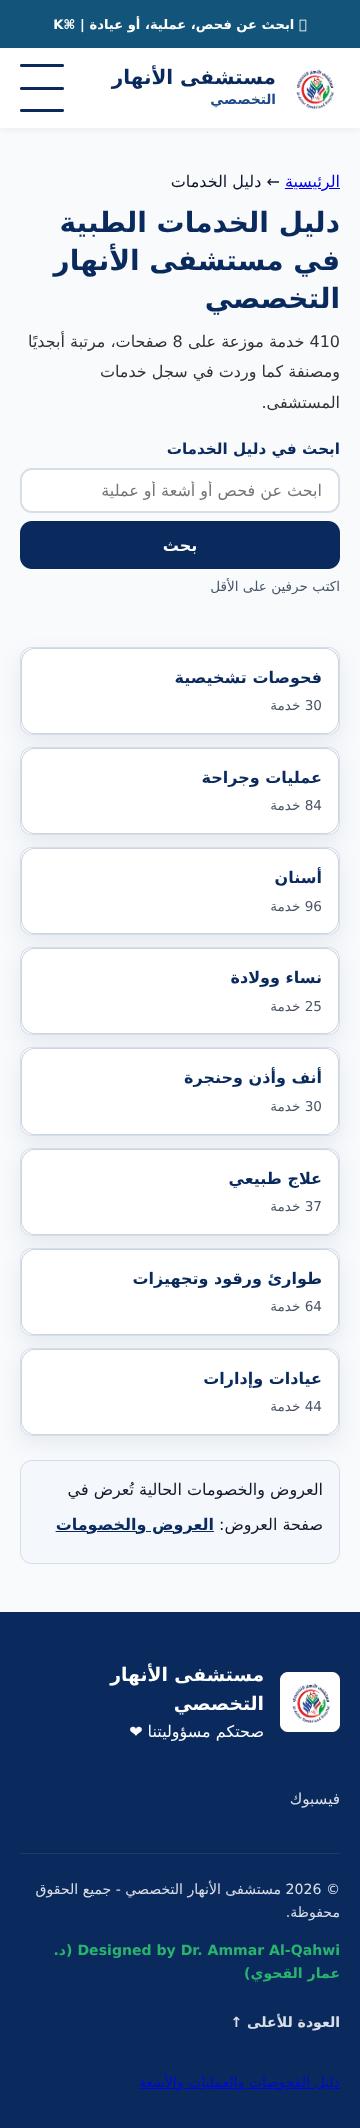 ابحث عن فحص، عملية، أو عيادة | ⌘K
مستشفى الأنهار
التخصصي
الرئيسية ← دليل الخدمات
دليل الخدمات الطبية
في مستشفى الأنهار
التخصصي
410 خدمة موزعة على 8 صفحات، مرتبة أبجديًا
ومصنفة كما وردت في سجل خدمات
المستشفى.
ابحث في دليل الخدمات
ابحث عن فحص أو أشعة أو عملية
بحث
اكتب حرفين على الأقل
فحوصات تشخيصية
30 خدمة
عمليات وجراحة
84 خدمة
أسنان
96 خدمة
نساء وولادة
25 خدمة
أنف وأذن وحنجرة
30 خدمة
علاج طبيعي
37 خدمة
طوارئ ورقود وتجهيزات
64 خدمة
عيادات وإدارات
44 خدمة
العروض والخصومات الحالية تُعرض في
صفحة العروض: العروض والخصومات
مستشفى الأنهار
التخصصي
صحتكم مسؤوليتنا ❤
فيسبوك
© 2026 مستشفى الأنهار التخصصي - جميع الحقوق
محفوظة.
Designed by Dr. Ammar Al-Qahwi (د.
عمار القحوي)
العودة للأعلى ↑
دليل الفحوصات والعمليات والأشعة